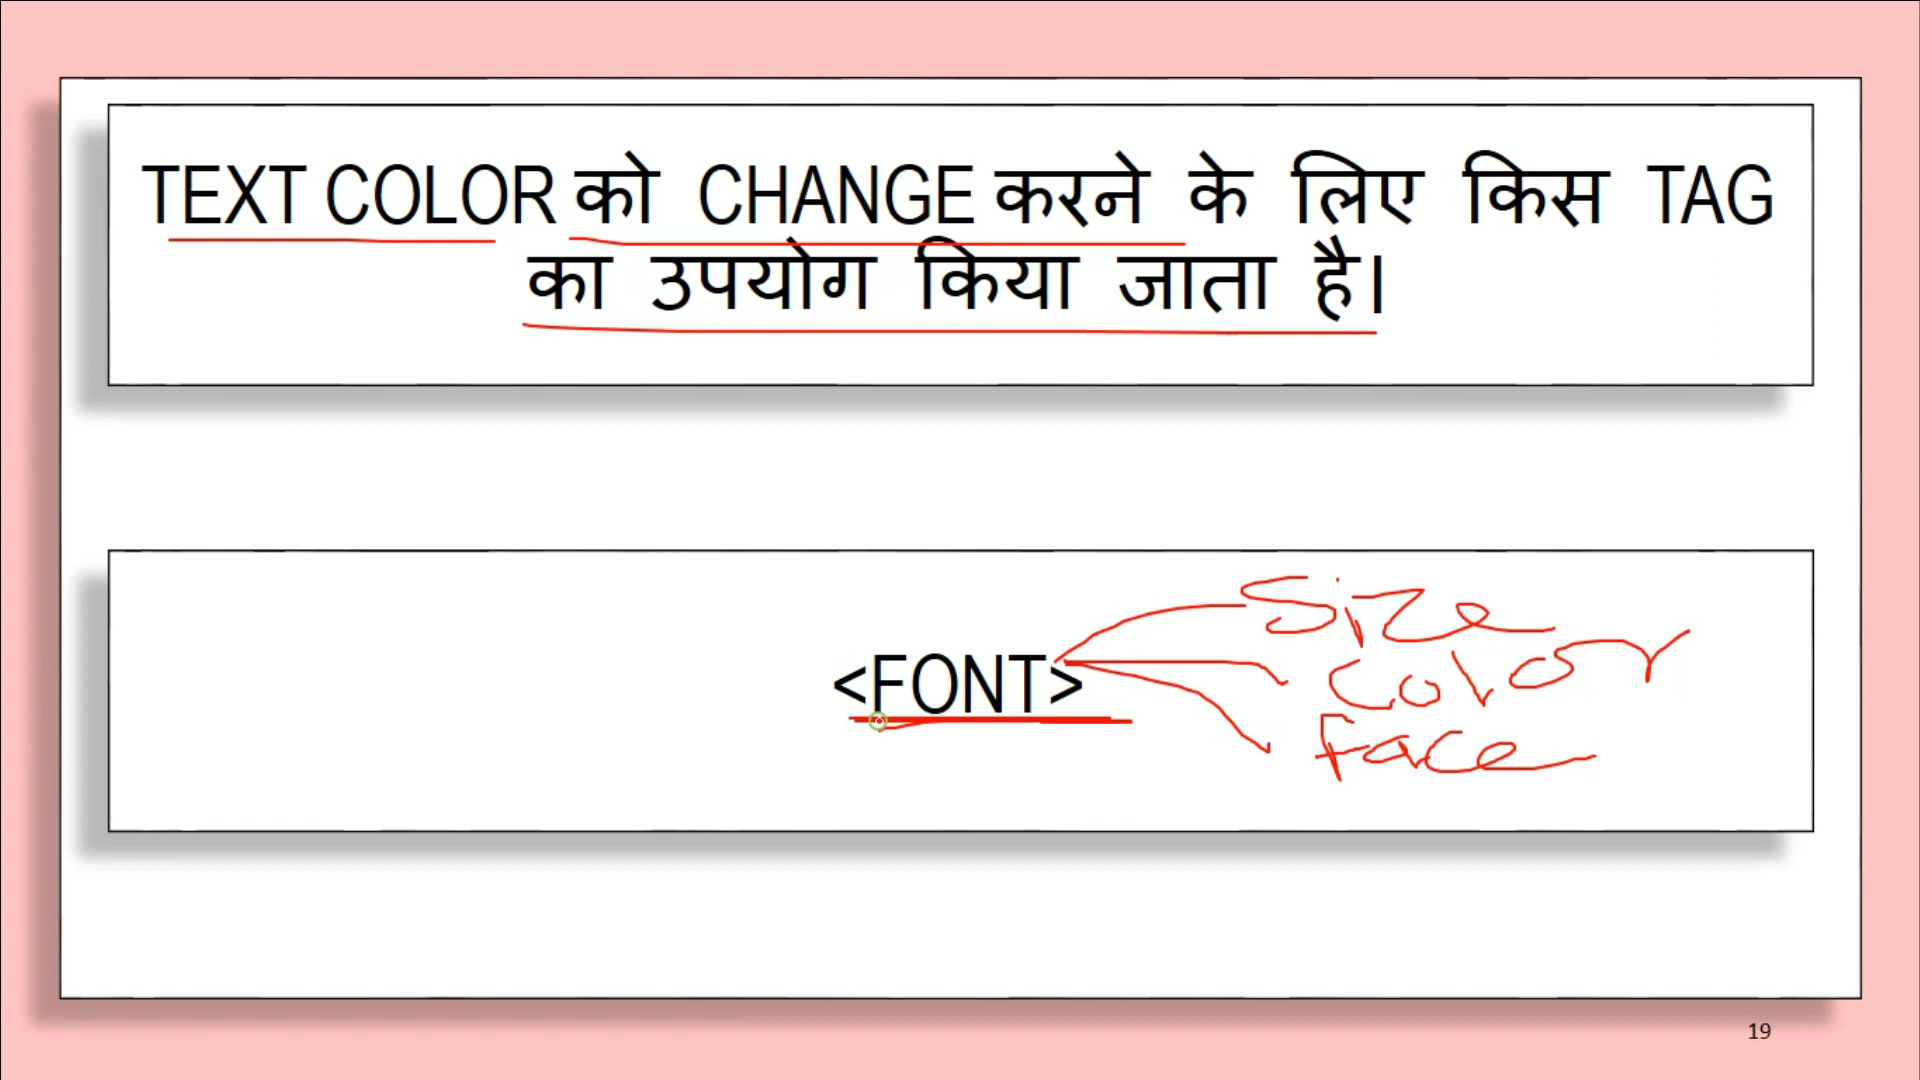 TEXT COLOR को CHANGE करने के लिए किस TAG
का उपयोग किया जाता है।
<FONT>
Size
Color
Face
19